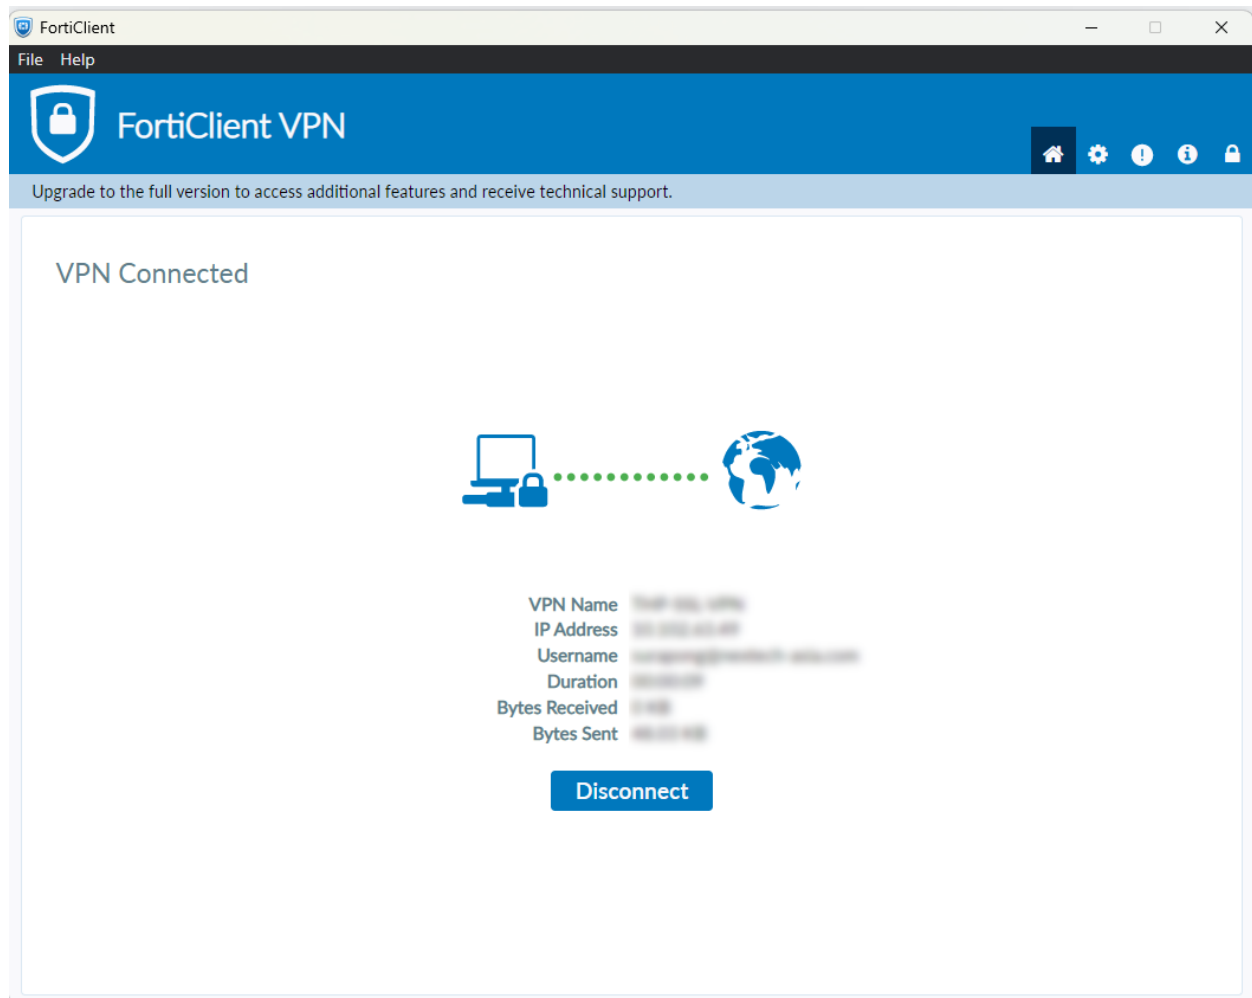 FortiClient
File Help
FortiClient VPN
Upgrade to the full version to access additional features and receive technical support.
VPN Connected
VPN Name
IP Address
Username
Duration
Bytes Received
Bytes Sent
Disconnect